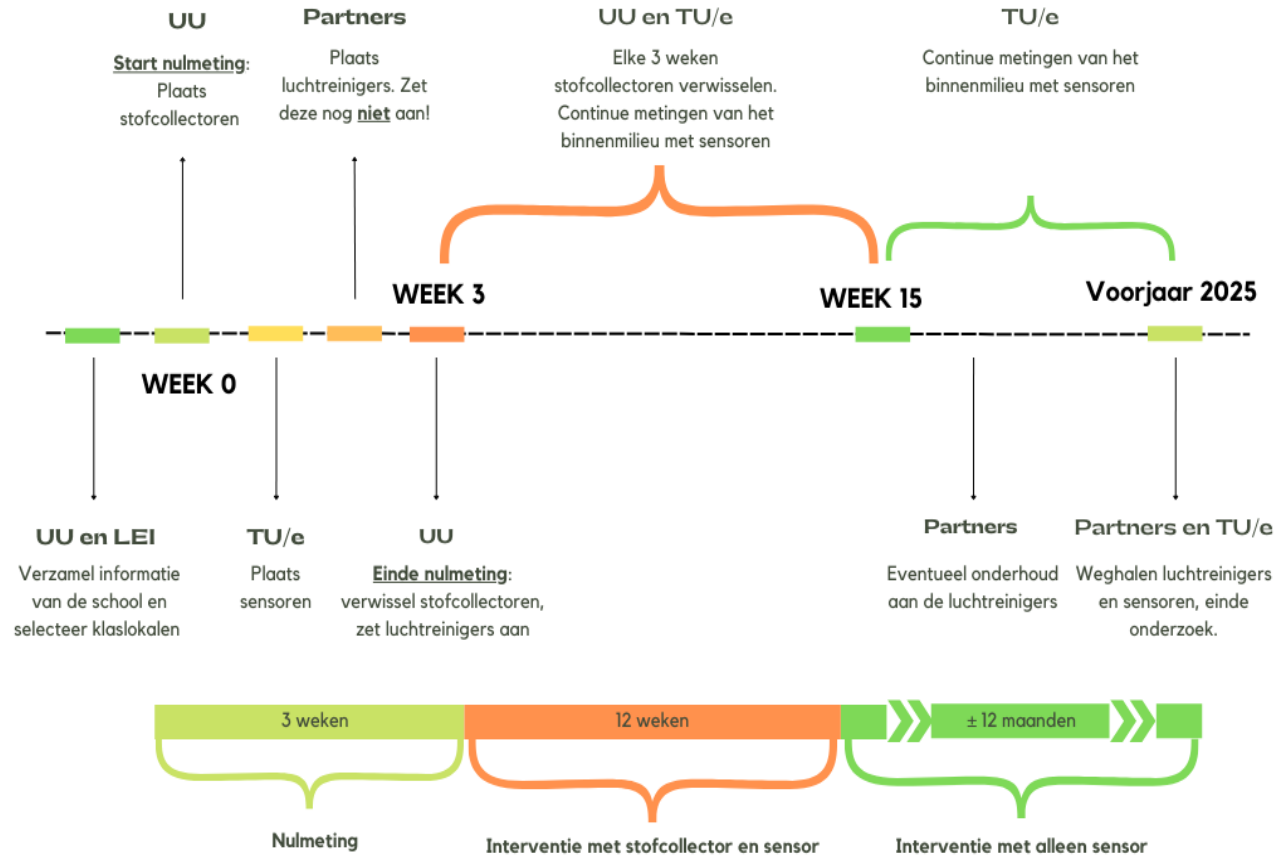 UU
Start nulmeting:
Plaats
stofcollectoren
Partners
Plaats
luchtreinigers. Zet
deze nog niet aan!
UU en TU/e
Elke 3 weken
stofcollectoren verwisselen.
Continue metingen van het
binnenmilieu met sensoren
TU/e
Continue metingen van het
binnenmilieu met sensoren
WEEK 3
WEEK 15
Voorjaar 2025
WEEK 0
UU en LEI
Verzamel informatie
van de school en
selecteer klaslokalen
TU/e
Plaats
sensoren
UU
Einde nulmeting:
verwissel stofcollectoren,
zet luchtreinigers aan
Partners
Eventueel onderhoud
aan de luchtreinigers
Partners en TU/e
Weghalen luchtreinigers
en sensoren, einde
onderzoek.
3 weken
12 weken
± 12 maanden
Nulmeting
Interventie met stofcollector en sensor
Interventie met alleen sensor